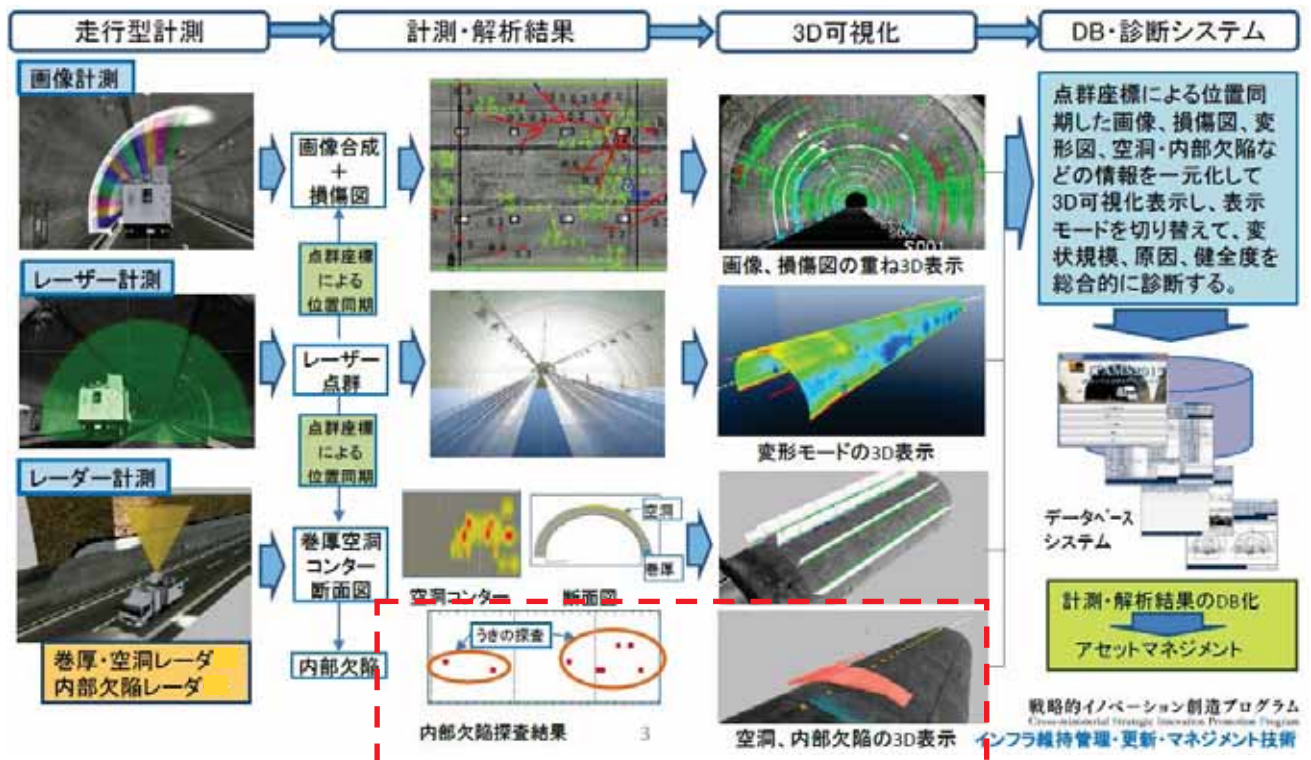 走行型計測
計測・解析結果
3D可視化
DB・診断システム
画像計測
画像合成
+
損傷図
点群座標
による
位置同期
レーザー計測
レーザー
点群
点群座標
による
位置同期
レーダー計測
巻厚空洞
コンター
断面図
内部欠陥
巻厚・空洞レーダ
内部欠陥レーダ
空洞
巻厚
空洞コンター
断面図
うきの探査
内部欠陥探査結果
3
S001
画像、損傷図の重ね3D表示
変形モードの3D表示
空洞、内部欠陥の3D表示
点群座標による位置同
期した画像、損傷図、変
形図、空洞・内部欠陥な
どの情報を一元化して
3D可視化表示し、表示
モードを切り替えて、変
状規模、原因、健全度を
総合的に診断する。
データベース
システム
計測・解析結果のDB化
アセットマネジメント
戦略的イノベーション創造プログラム
Cross-ministerial Strategic Innovation Promotion Program
インフラ維持管理・更新・マネジメント技術